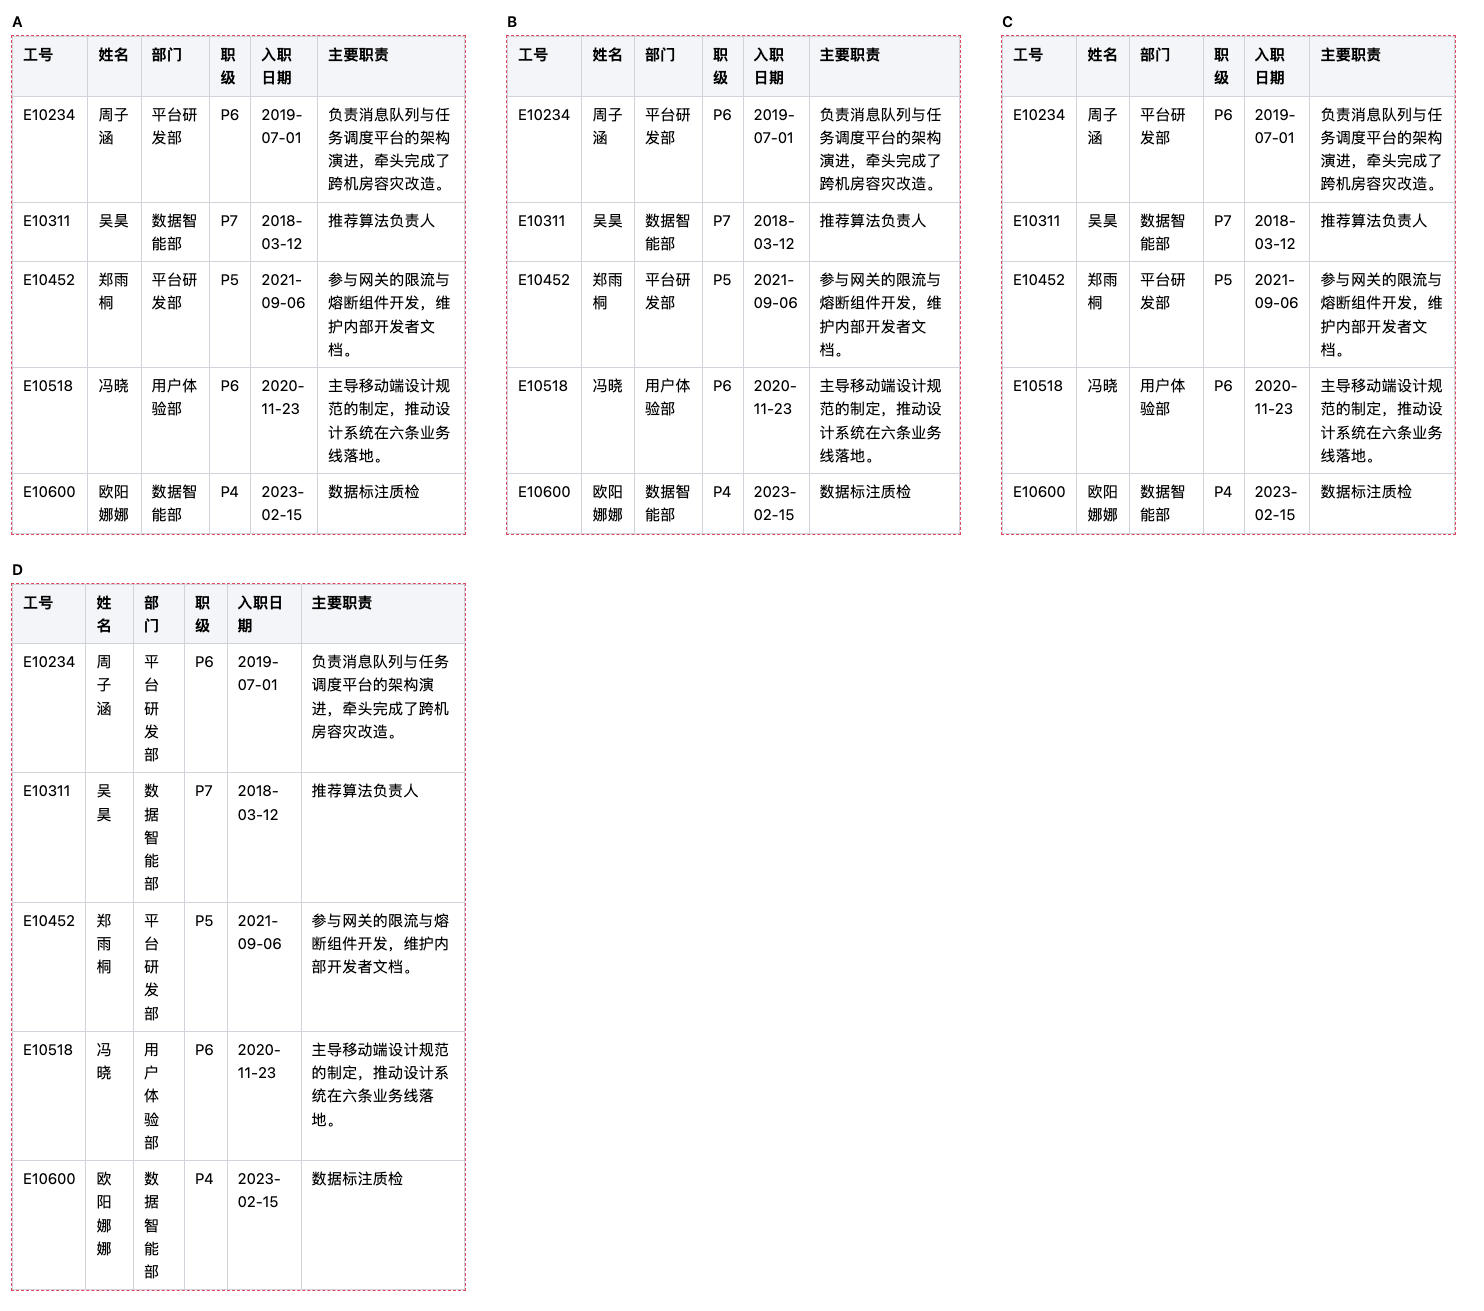 A
工号 姓名 部门 职级 入职日期 主要职责
E10234 周子涵 平台研发部 P6 2019-07-01 负责消息队列与任务调度平台的架构演进，牵头完成了跨机房容灾改造。
E10311 吴昊 数据智能部 P7 2018-03-12 推荐算法负责人
E10452 郑雨桐 平台研发部 P5 2021-09-06 参与网关的限流与熔断组件开发，维护内部开发者文档。
E10518 冯晓 用户体验部 P6 2020-11-23 主导移动端设计规范的制定，推动设计系统在六条业务线落地。
E10600 欧阳娜娜 数据智能部 P4 2023-02-15 数据标注质检
B
工号 姓名 部门 职级 入职日期 主要职责
E10234 周子涵 平台研发部 P6 2019-07-01 负责消息队列与任务调度平台的架构演进，牵头完成了跨机房容灾改造。
E10311 吴昊 数据智能部 P7 2018-03-12 推荐算法负责人
E10452 郑雨桐 平台研发部 P5 2021-09-06 参与网关的限流与熔断组件开发，维护内部开发者文档。
E10518 冯晓 用户体验部 P6 2020-11-23 主导移动端设计规范的制定，推动设计系统在六条业务线落地。
E10600 欧阳娜娜 数据智能部 P4 2023-02-15 数据标注质检
C
工号 姓名 部门 职级 入职日期 主要职责
E10234 周子涵 平台研发部 P6 2019-07-01 负责消息队列与任务调度平台的架构演进，牵头完成了跨机房容灾改造。
E10311 吴昊 数据智能部 P7 2018-03-12 推荐算法负责人
E10452 郑雨桐 平台研发部 P5 2021-09-06 参与网关的限流与熔断组件开发，维护内部开发者文档。
E10518 冯晓 用户体验部 P6 2020-11-23 主导移动端设计规范的制定，推动设计系统在六条业务线落地。
E10600 欧阳娜娜 数据智能部 P4 2023-02-15 数据标注质检
D
工号 姓名 部门 职级 入职日期 主要职责
E10234 周子涵 平台研发部 P6 2019-07-01 负责消息队列与任务调度平台的架构演进，牵头完成了跨机房容灾改造。
E10311 吴昊 数据智能部 P7 2018-03-12 推荐算法负责人
E10452 郑雨桐 平台研发部 P5 2021-09-06 参与网关的限流与熔断组件开发，维护内部开发者文档。
E10518 冯晓 用户体验部 P6 2020-11-23 主导移动端设计规范的制定，推动设计系统在六条业务线落地。
E10600 欧阳娜娜 数据智能部 P4 2023-02-15 数据标注质检